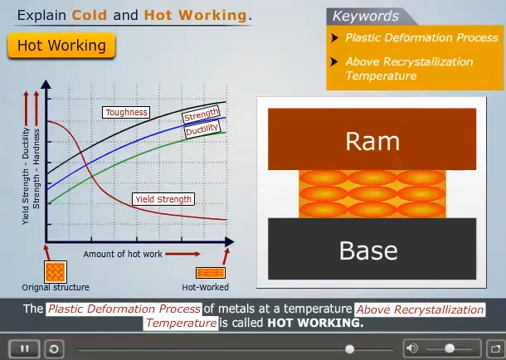 Explain Cold and Hot Working.
Keywords
Plastic Deformation Process
Above Recrystallization
Temperature
Hot Working
Yield Strength - Ductility
Strength - Hardness
Toughness
Strength
Ductility
Yield Strength
Amount of hot work
Orignal structure
Hot-Worked
Ram
Base
The Plastic Deformation Process of metals at a temperature Above Recrystallization
Temperature is called HOT WORKING.